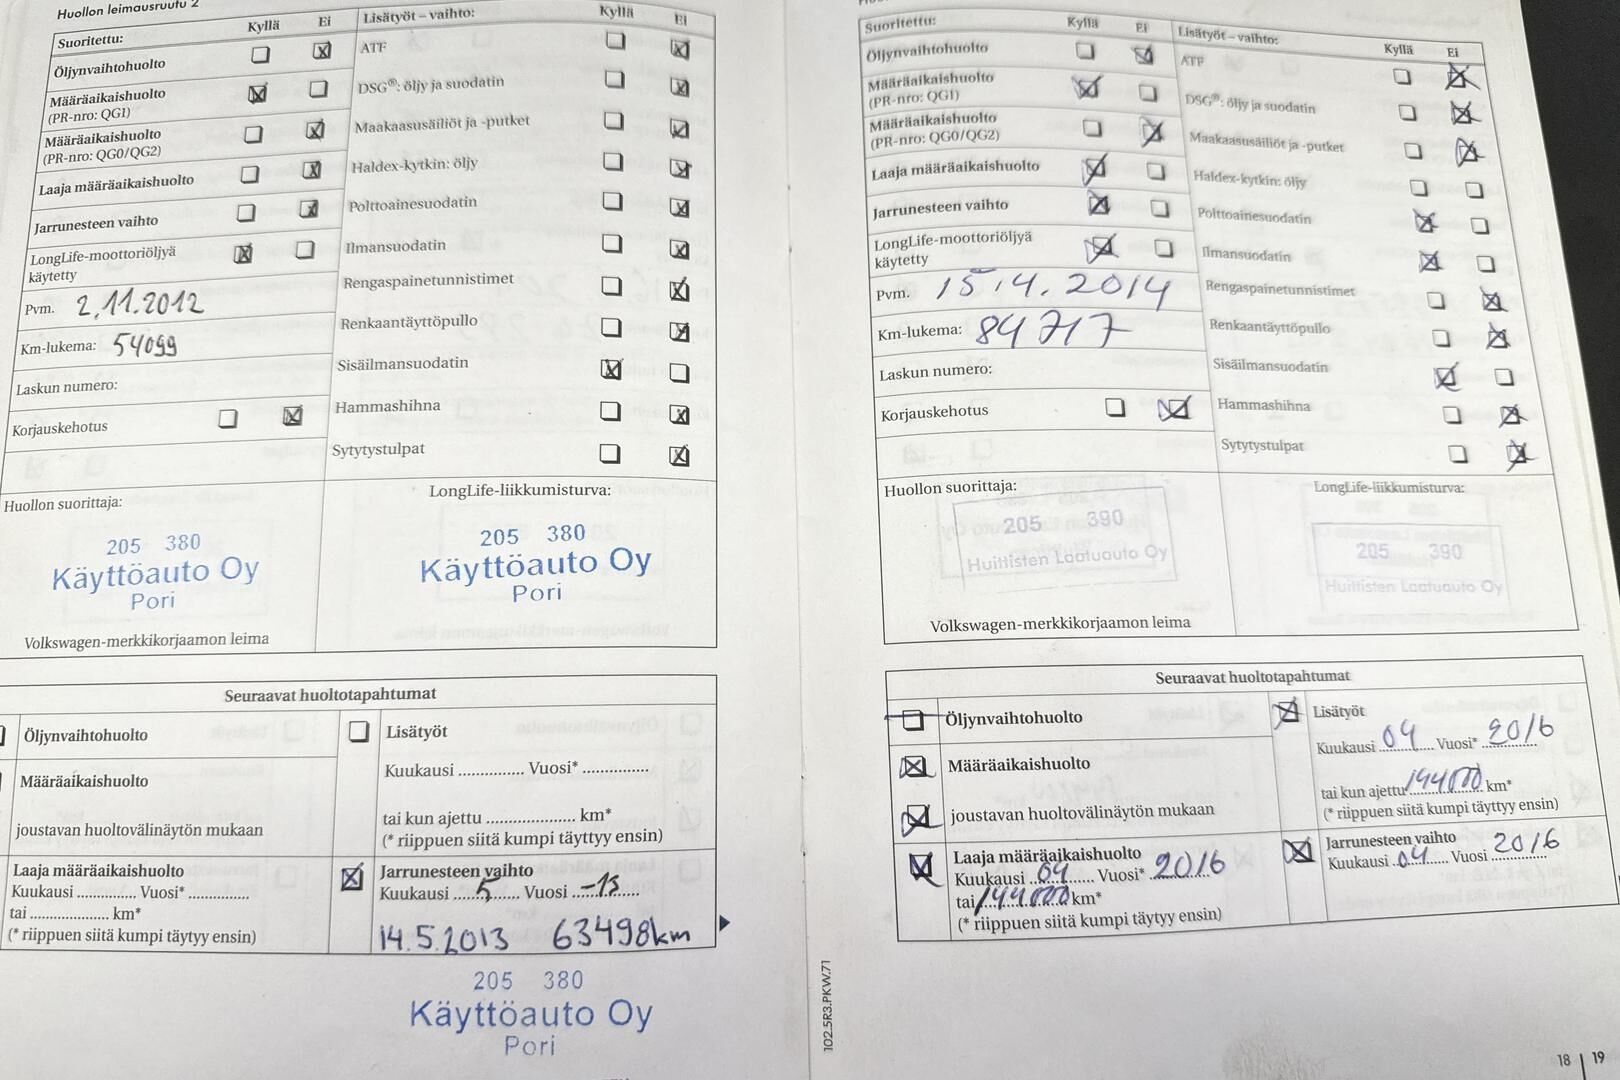 Huollon leimausruutu 2
Suoritettu: Kyllä Ei
Öljynvaihtohuolto
Määräaikaishuolto
(PR-nro: QG1)
Määräaikaishuolto
(PR-nro: QG0/QG2)
Laaja määräaikaishuolto
Jarrunesteen vaihto
LongLife-moottoriöljyä
käytetty
Pvm. 2.11.2012
Km-lukema: 54099
Laskun numero:
Korjauskehotus
Lisätyöt – vaihto: Kyllä Ei
ATF
DSG®: öljy ja suodatin
Maakaasusäiliöt ja -putket
Haldex-kytkin: öljy
Polttoainesuodatin
Ilmansuodatin
Rengaspainetunnistimet
Renkaantäyttöpullo
Sisäilmansuodatin
Hammashihna
Sytytystulpat
Huollon suorittaja:
205 380
Käyttöauto Oy
Pori
Volkswagen-merkkikorjaamon leima
LongLife-liikkumisturva:
205 380
Käyttöauto Oy
Pori
Seuraavat huoltotapahtumat
Öljynvaihtohuolto
Määräaikaishuolto
joustavan huoltovälinäytön mukaan
Laaja määräaikaishuolto
Kuukausi ............ Vuosi* ............
tai .................... km*
(* riippuen siitä kumpi täytyy ensin)
Lisätyöt
Kuukausi ............... Vuosi* ...............
tai kun ajettu .................... km*
(* riippuen siitä kumpi täyttyy ensin)
Jarrunesteen vaihto
Kuukausi 5 Vuosi -15
14.5.2013 63498km
205 380
Käyttöauto Oy
Pori
Suoritettu: Kyllä Ei
Öljynvaihtohuolto
Määräaikaishuolto
(PR-nro: QG1)
Määräaikaishuolto
(PR-nro: QG0/QG2)
Laaja määräaikaishuolto
Jarrunesteen vaihto
LongLife-moottoriöljyä
käytetty
Pvm. 15.4.2014
Km-lukema: 84717
Laskun numero:
Korjauskehotus
Lisätyöt – vaihto: Kyllä Ei
ATF
DSG®: öljy ja suodatin
Maakaasusäiliöt ja -putket
Haldex-kytkin: öljy
Polttoainesuodatin
Ilmansuodatin
Rengaspainetunnistimet
Renkaantäyttöpullo
Sisäilmansuodatin
Hammashihna
Sytytystulpat
Huollon suorittaja:
205 390
Huittisten Laatuauto Oy
Volkswagen-merkkikorjaamon leima
LongLife-liikkumisturva:
205 390
Huittisten Laatuauto Oy
Seuraavat huoltotapahtumat
Öljynvaihtohuolto
Määräaikaishuolto
joustavan huoltovälinäytön mukaan
Laaja määräaikaishuolto
Kuukausi 04 Vuosi* 2016
tai 144000 km*
(* riippuen siitä kumpi täytyy ensin)
Lisätyöt
Kuukausi 04 Vuosi* 2016
tai kun ajettu 144000 km*
(* riippuen siitä kumpi täyttyy ensin)
Jarrunesteen vaihto
Kuukausi 04 Vuosi 2016
102.5R3.PKW.71
18 | 19